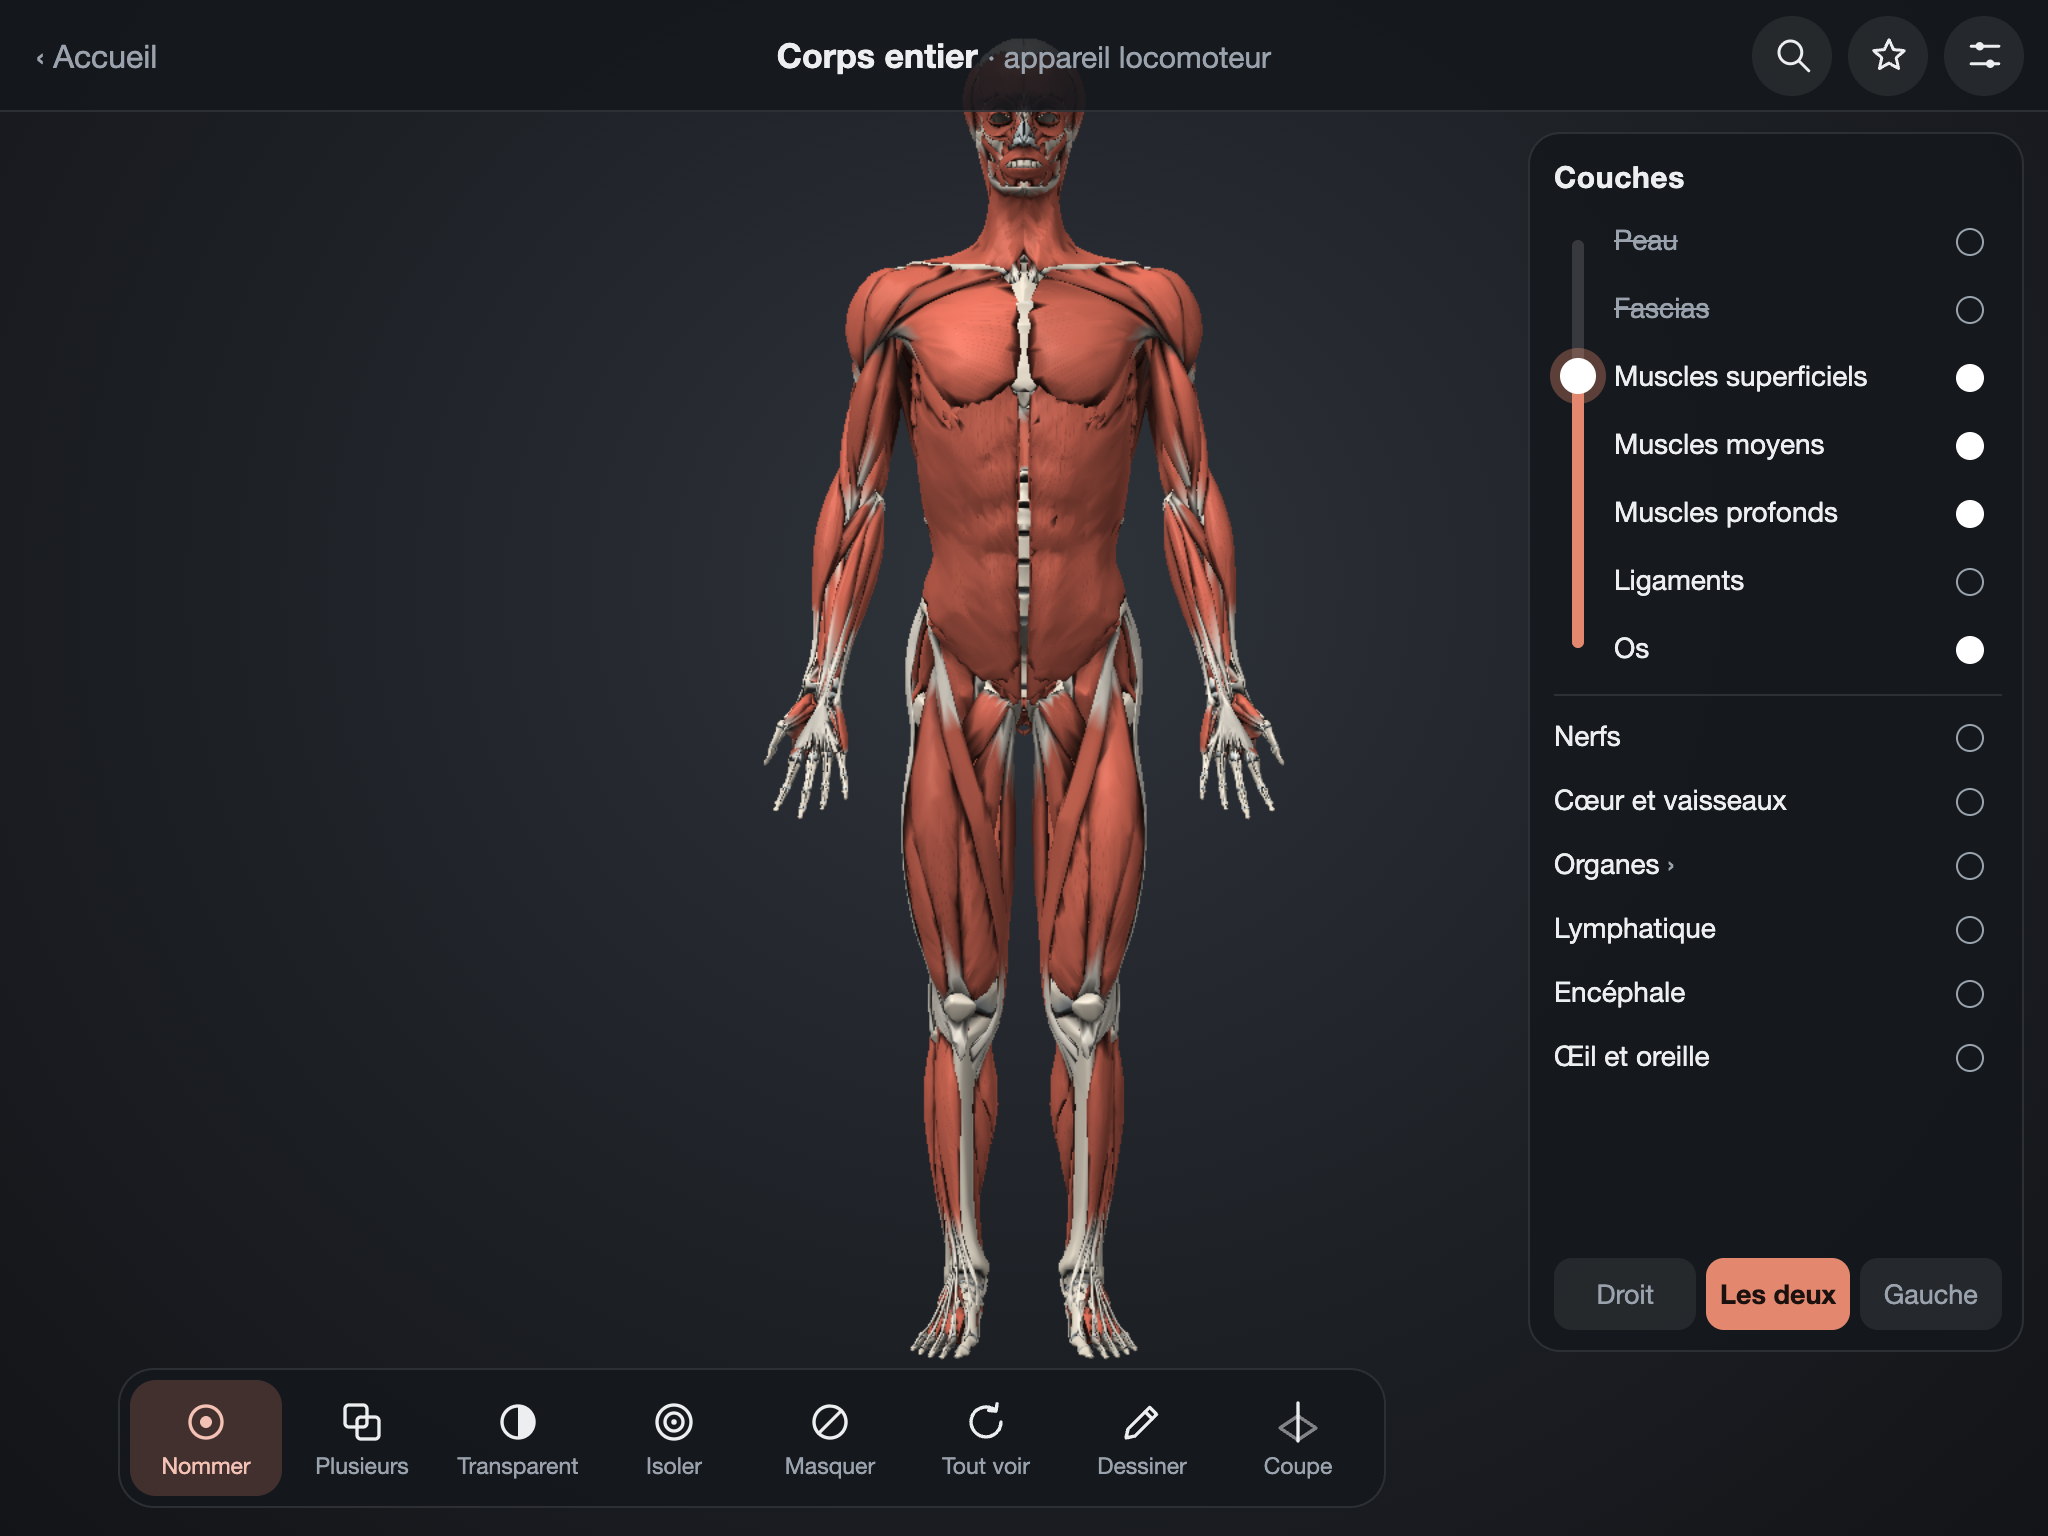 ‹ Accueil
Corps entier · appareil locomoteur
Couches
Peau
Fascias
Muscles superficiels
Muscles moyens
Muscles profonds
Ligaments
Os
Nerfs
Cœur et vaisseaux
Organes ›
Lymphatique
Encéphale
Œil et oreille
Droit Les deux Gauche
Nommer Plusieurs Transparent Isoler Masquer Tout voir Dessiner Coupe